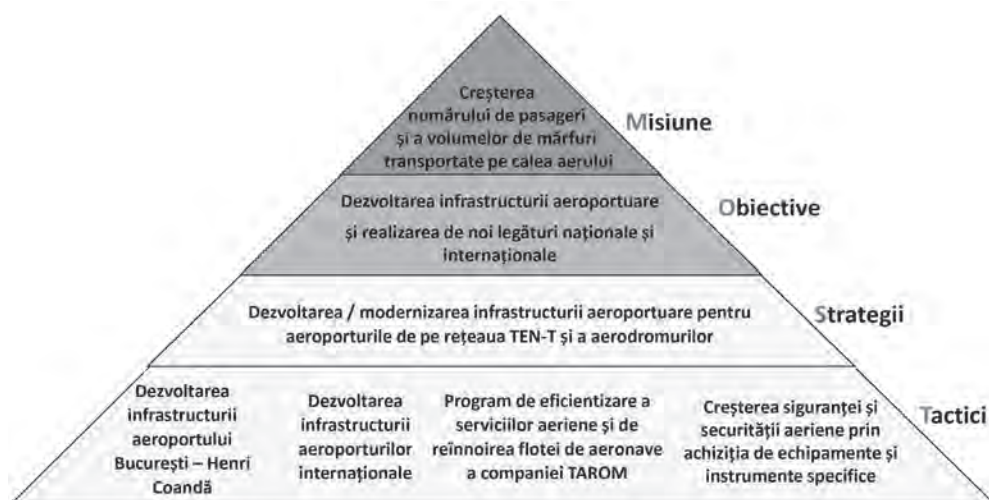 Creșterea
numărului de pasageri
și a volumelor de mărfuri
transportate pe calea aerului
Misiune
Dezvoltarea infrastructurii aeroportuare
și realizarea de noi legături naționale și
internaționale
Obiective
Dezvoltarea / modernizarea infrastructurii aeroportuare pentru
aeroporturile de pe rețeaua TEN-T și a aerodromurilor
Strategii
Dezvoltarea
infrastructurii
aeroportului
București – Henri
Coandă
Dezvoltarea
infrastructurii
aeroporturilor
internaționale
Program de eficientizare a
serviciilor aeriene și de
reînnoirea flotei de aeronave
a companiei TAROM
Creșterea siguranței și
securității aeriene prin
achiziția de echipamente și
instrumente specifice
Tactici